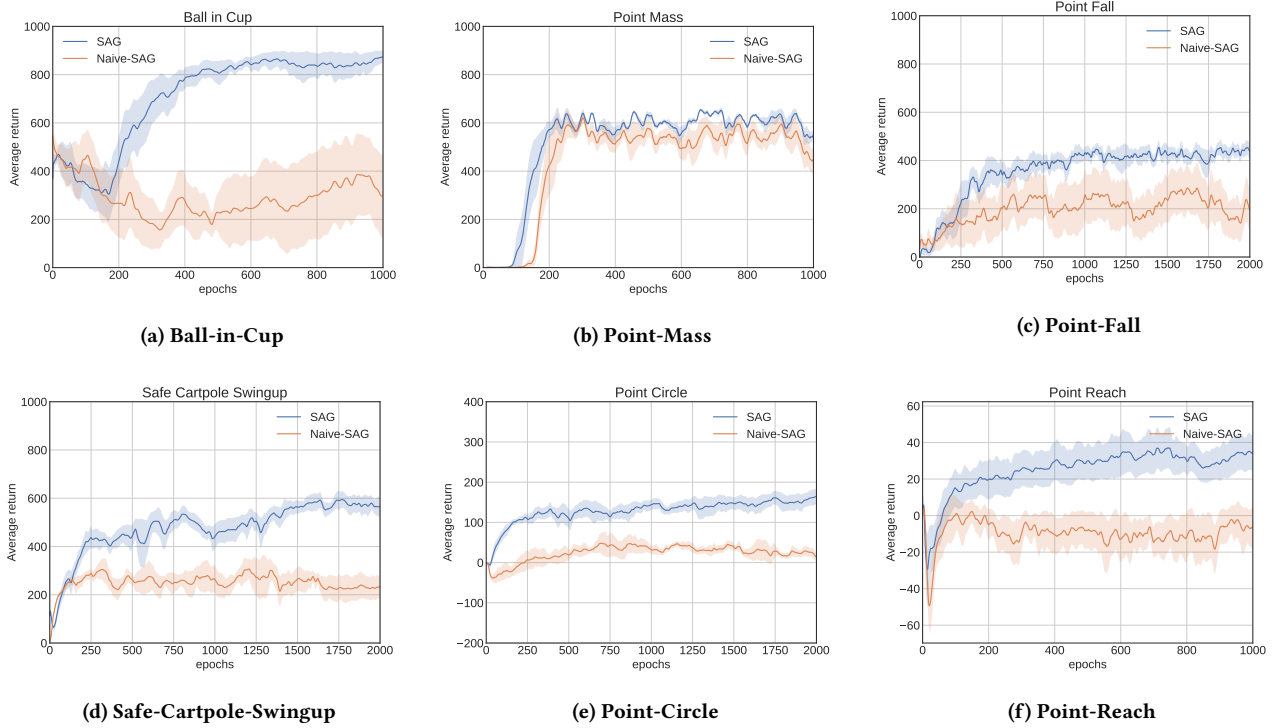 Ball in Cup
1000
800
600
400
200
0
Average return
SAG
Naive-SAG
0 200 400 600 800 1000
epochs
(a) Ball-in-Cup
Point Mass
1000
800
600
400
200
0
Average return
SAG
Naive-SAG
0 200 400 600 800 1000
epochs
(b) Point-Mass
Point Fall
1000
800
600
400
200
0
Average return
SAG
Naive-SAG
0 250 500 750 1000 1250 1500 1750 2000
epochs
(c) Point-Fall
Safe Cartpole Swingup
1000
800
600
400
200
0
Average return
SAG
Naive-SAG
0 250 500 750 1000 1250 1500 1750 2000
epochs
(d) Safe-Cartpole-Swingup
Point Circle
400
300
200
100
0
−100
−200
Average return
SAG
Naive-SAG
0 250 500 750 1000 1250 1500 1750 2000
epochs
(e) Point-Circle
Point Reach
60
40
20
0
−20
−40
−60
Average return
SAG
Naive-SAG
0 200 400 600 800 1000
epochs
(f) Point-Reach